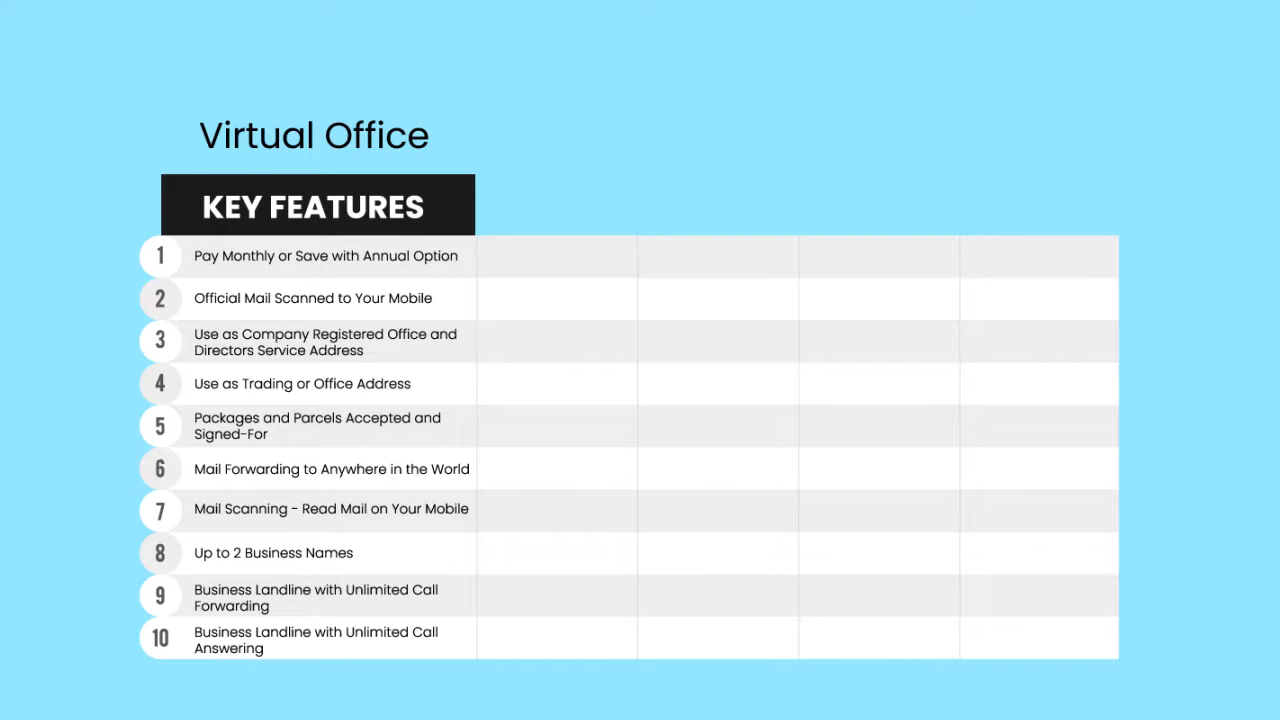 Virtual Office
KEY FEATURES
1 Pay Monthly or Save with Annual Option
2 Official Mail Scanned to Your Mobile
3 Use as Company Registered Office and
Directors Service Address
4 Use as Trading or Office Address
5 Packages and Parcels Accepted and
Signed-For
6 Mail Forwarding to Anywhere in the World
7 Mail Scanning - Read Mail on Your Mobile
8 Up to 2 Business Names
9 Business Landline with Unlimited Call
Forwarding
10 Business Landline with Unlimited Call
Answering